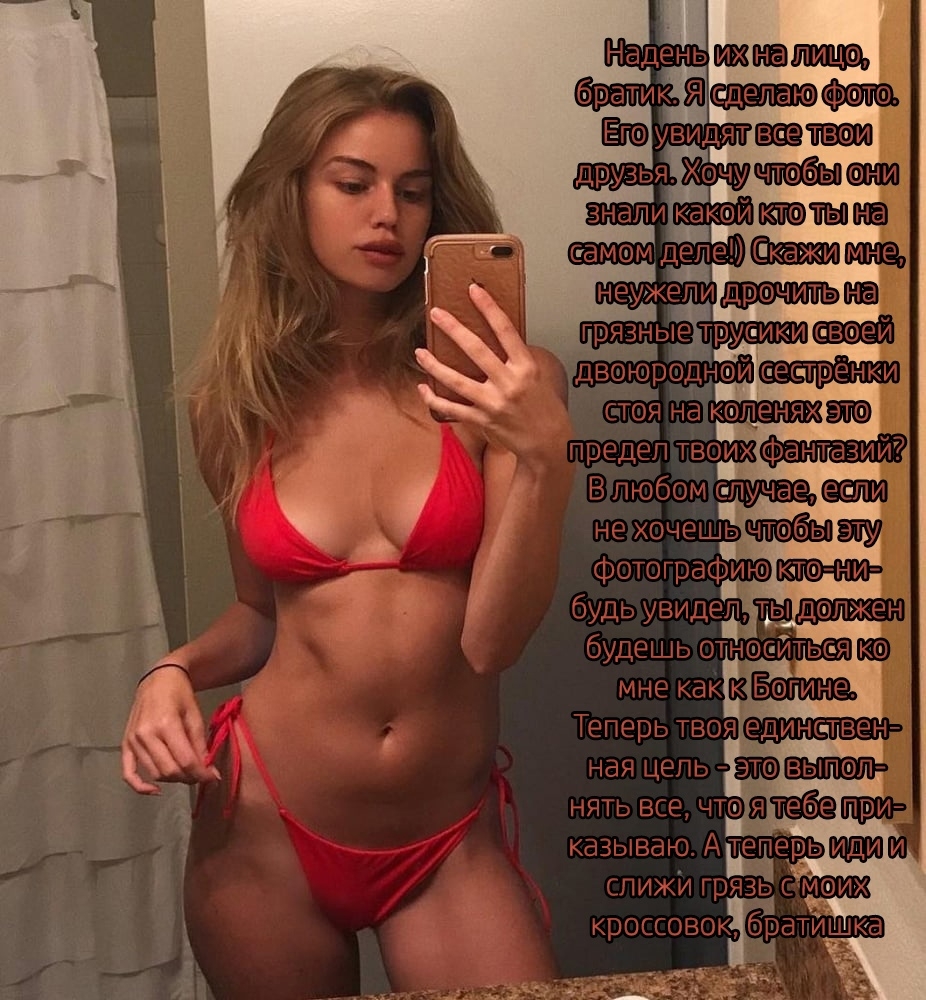 Надень их на лицо,
братик. Я сделаю фото.
Его увидят все твои
друзья. Хочу чтобы они
знали какой кто ты на
самом деле!) Скажи мне,
неужели дрочить на
грязные трусики своей
двоюродной сестрёнки
стоя на коленях это
предел твоих фантазий?
В любом случае, если
не хочешь чтобы эту
фотографию кто-ни-
будь увидел, ты должен
будешь относиться ко
мне как к Богине.
Теперь твоя единствен-
ная цель - это выпол-
нять все, что я тебе при-
казываю. А теперь иди и
слижи грязь с моих
кроссовок, братишка